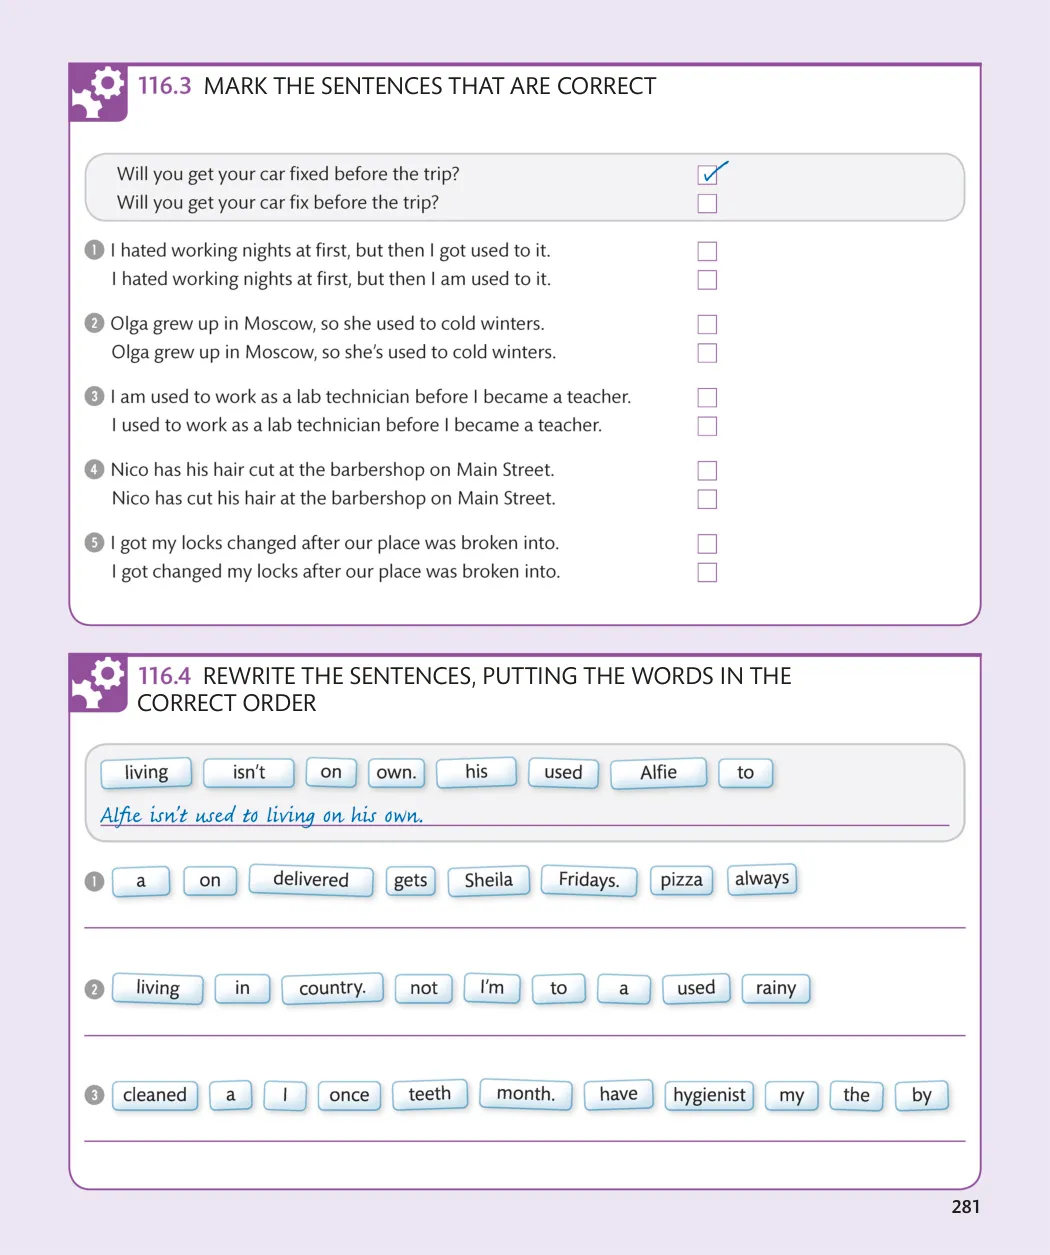 116.3 MARK THE SENTENCES THAT ARE CORRECT
Will you get your car fixed before the trip?
Will you get your car fix before the trip?
1 I hated working nights at first, but then I got used to it.
I hated working nights at first, but then I am used to it.
2 Olga grew up in Moscow, so she used to cold winters.
Olga grew up in Moscow, so she’s used to cold winters.
3 I am used to work as a lab technician before I became a teacher.
I used to work as a lab technician before I became a teacher.
4 Nico has his hair cut at the barbershop on Main Street.
Nico has cut his hair at the barbershop on Main Street.
5 I got my locks changed after our place was broken into.
I got changed my locks after our place was broken into.
116.4 REWRITE THE SENTENCES, PUTTING THE WORDS IN THE
CORRECT ORDER
living isn’t on own. his used Alfie to
Alfie isn’t used to living on his own.
1 a on delivered gets Sheila Fridays. pizza always
2 living in country. not I’m to a used rainy
3 cleaned a I once teeth month. have hygienist my the by
281